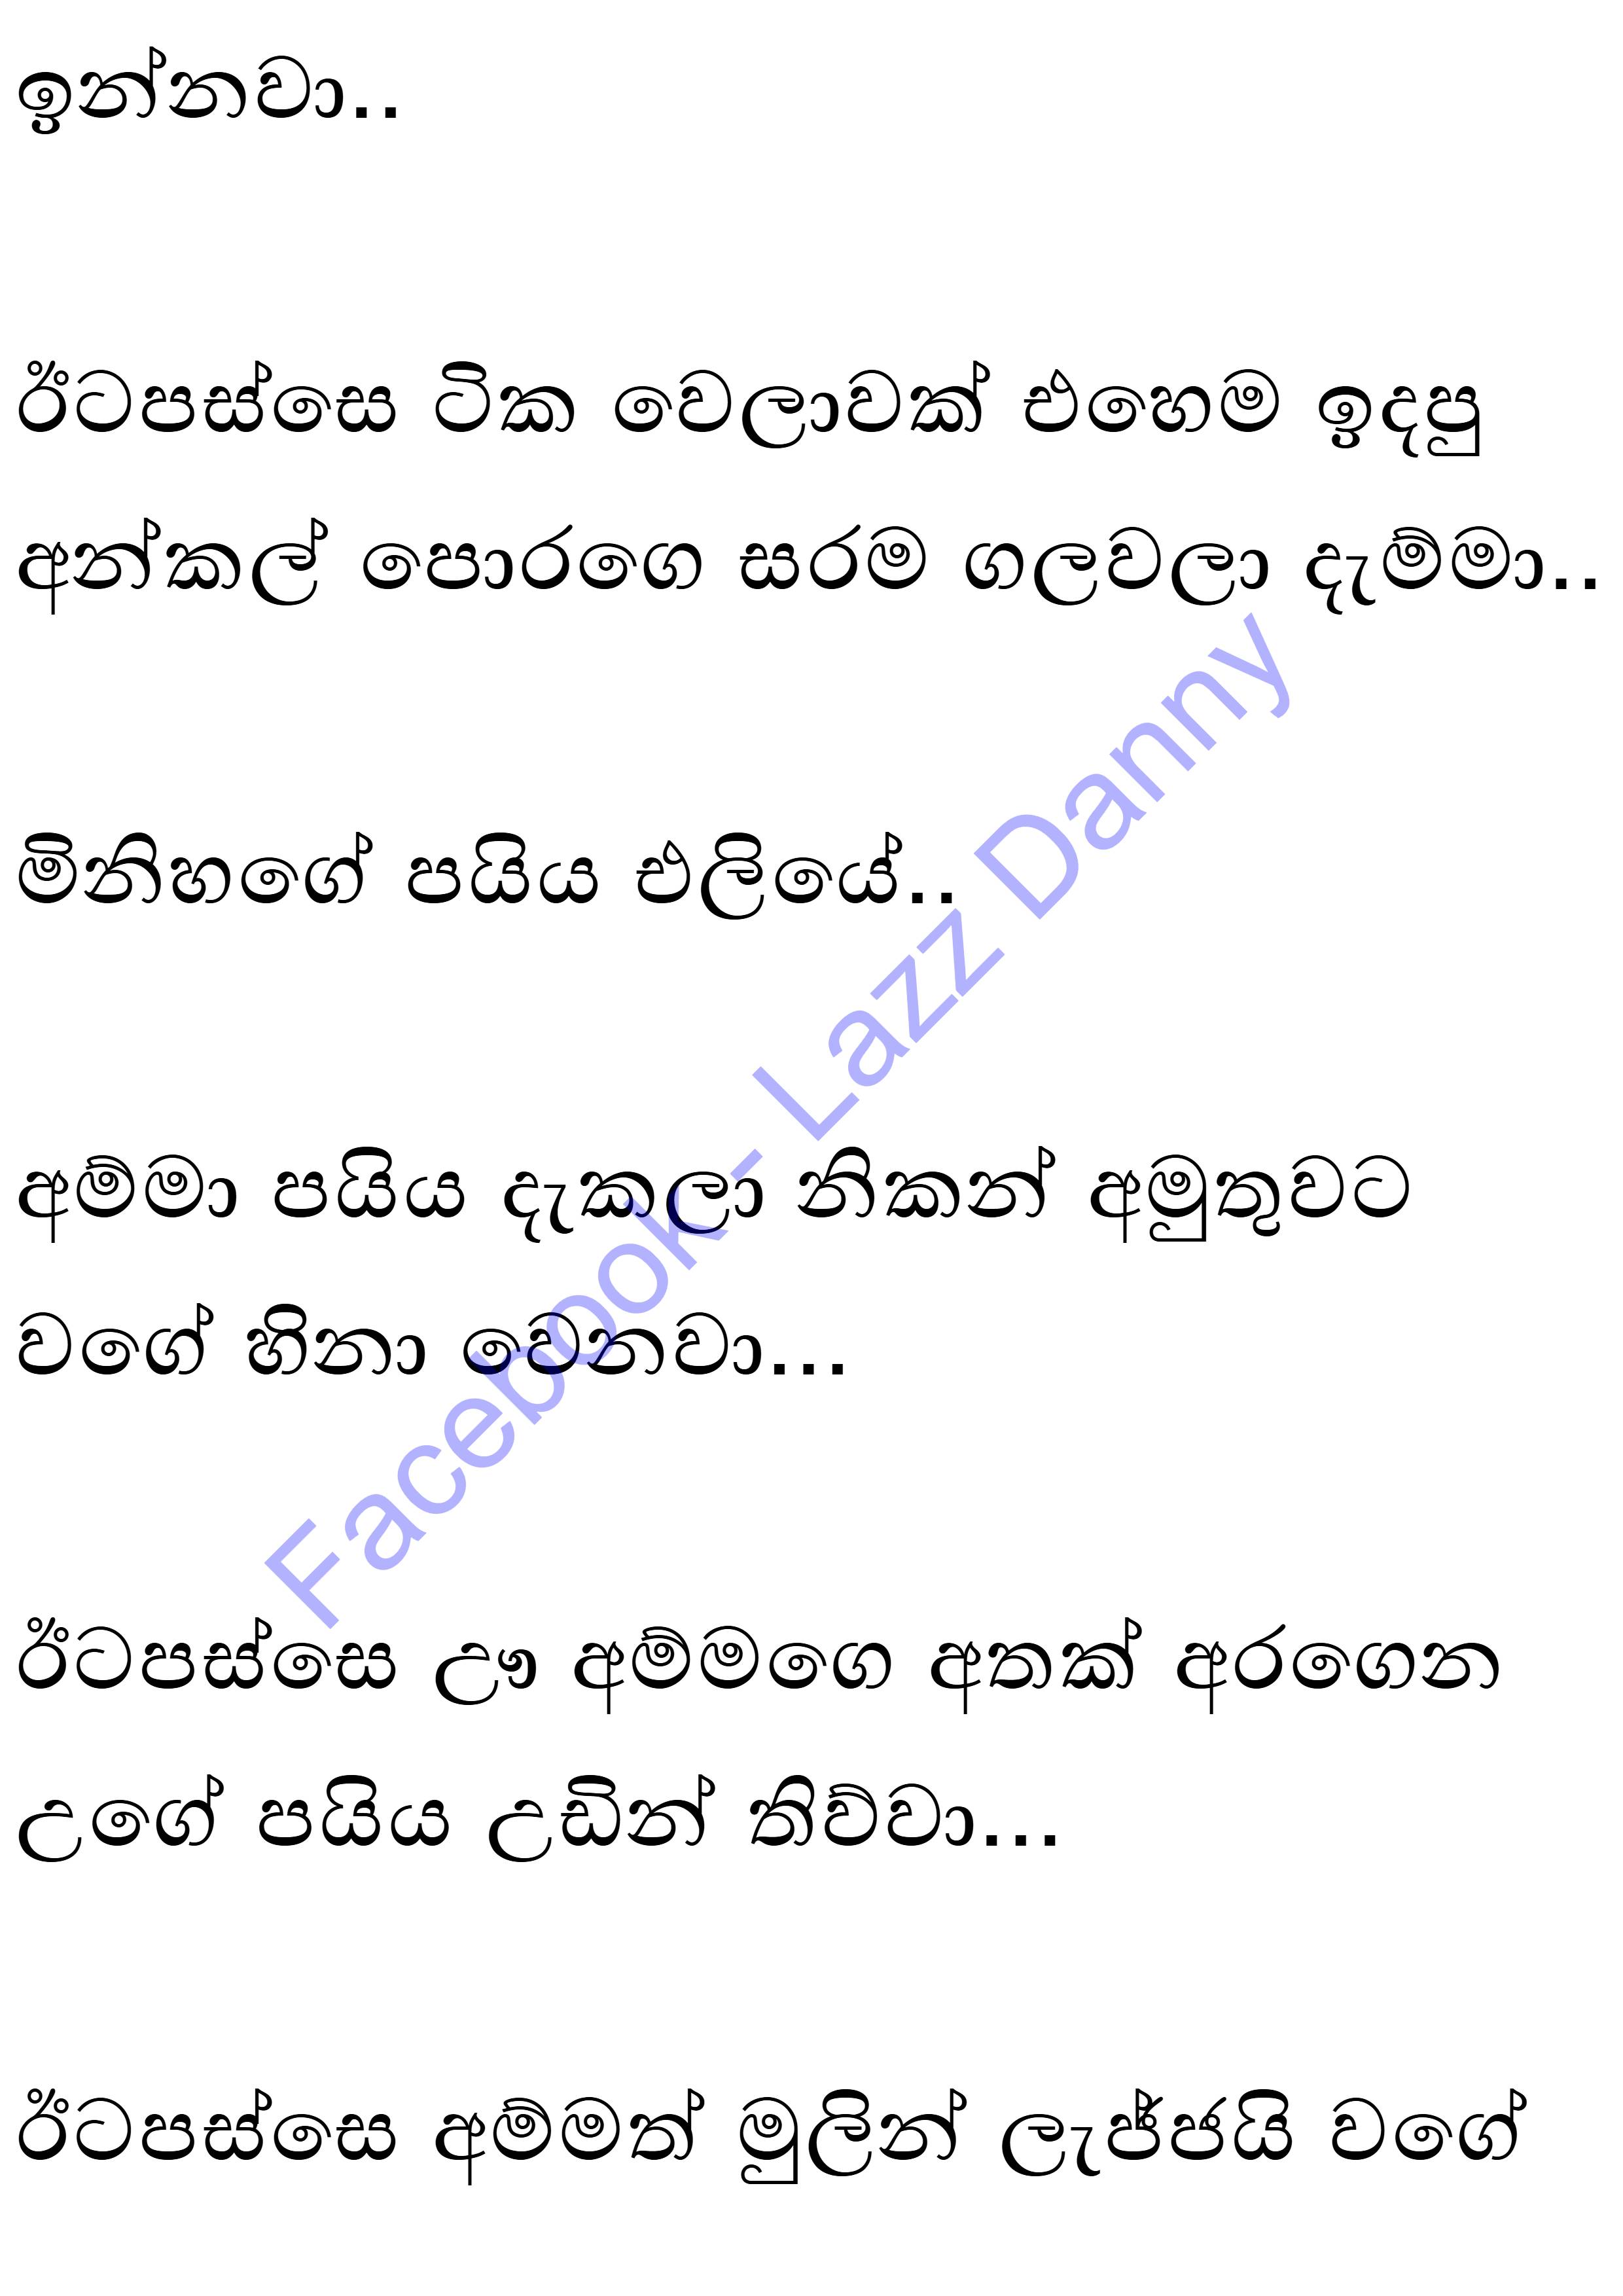 ඉන්නවා..
ඊටපස්සෙ ටික වෙලාවක් එහෙම ඉදපු
අන්කල් පොරගෙ සරම ගලවලා දැම්මා..
මිනිහගේ පයිය එලියේ..
අම්මා පයිය දැකලා නිකන් අමුතුවට
වගේ හිනා වෙනවා...
ඊටපස්සෙ ඌ අම්මගෙ අතක් අරගෙන
උගේ පයිය උඩින් තිව්වා...
ඊටපස්සෙ අම්මත් මුලින් ලැජ්ජයි වගේ
Facebook- Lazz Danny